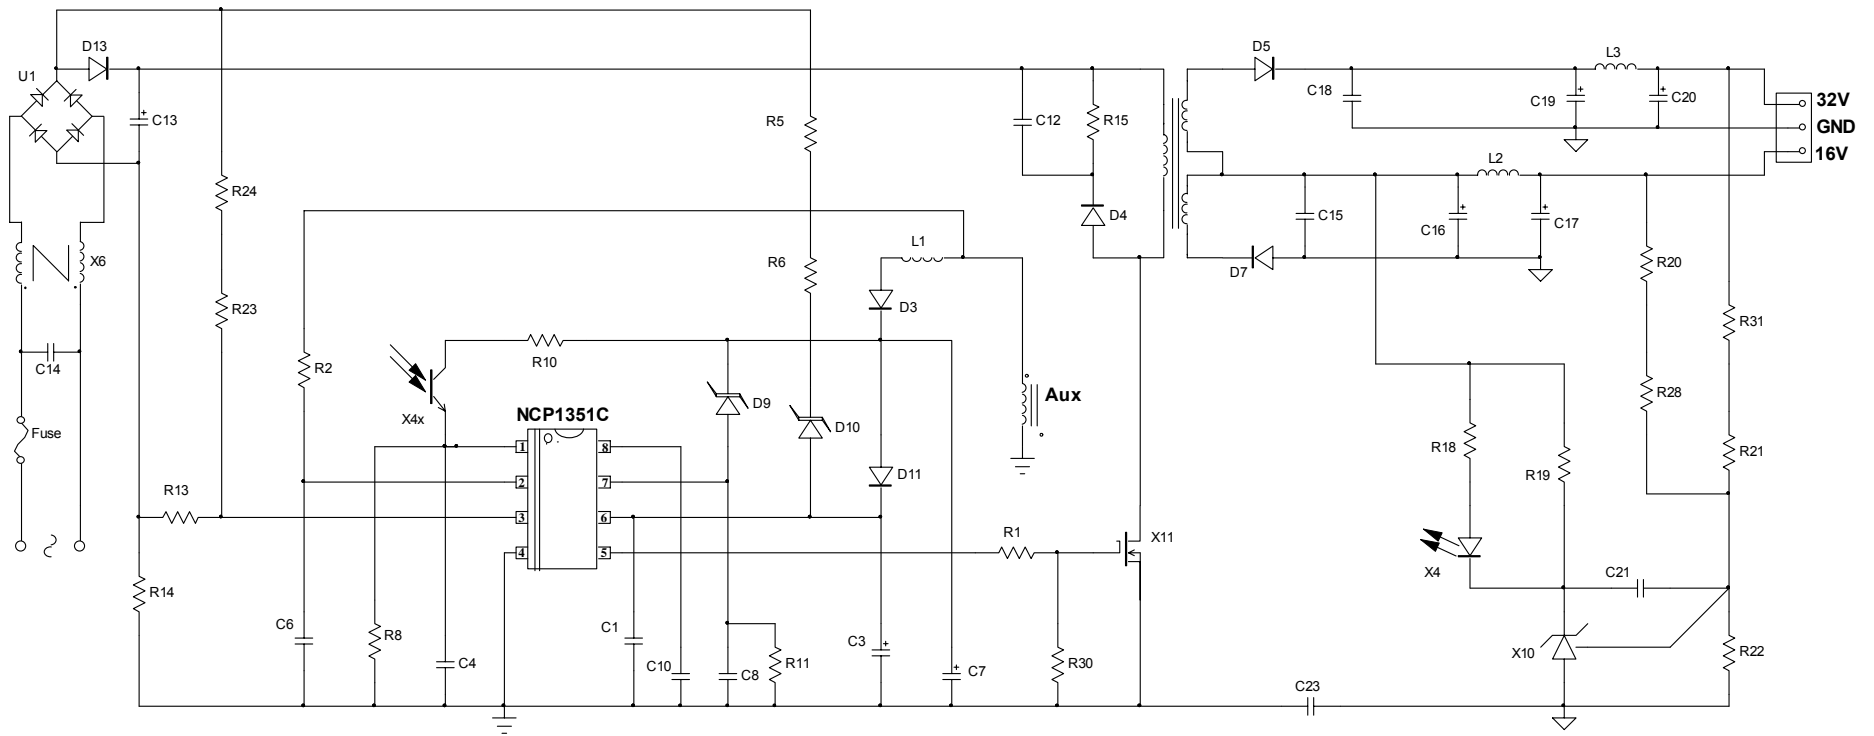 D13
U1
C13
R24
R23
X6
C14
Fuse
R13
R14
R2
C6
R8
C4
X4x
R10
NCP1351C
1
2
3
4
8
7
6
5
R5
R6
L1
D3
D9
D10
D11
Aux
C1
C10
C8
R11
C3
C7
R1
R30
X11
C12
R15
D4
D5
D7
C18
C19
L3
C20
32V
GND
16V
C15
C16
L2
C17
R20
R28
R31
R21
R18
R19
X4
C21
X10
R22
C23